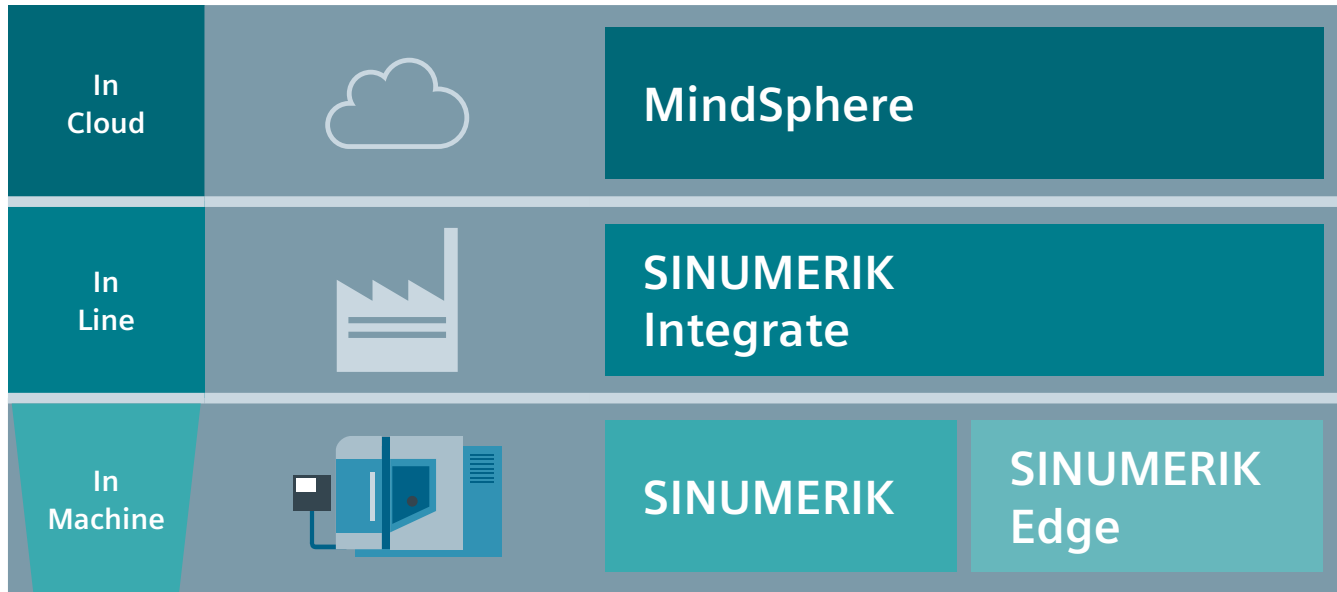 In
Cloud
MindSphere
In
Line
SINUMERIK
Integrate
In
Machine
SINUMERIK
SINUMERIK
Edge